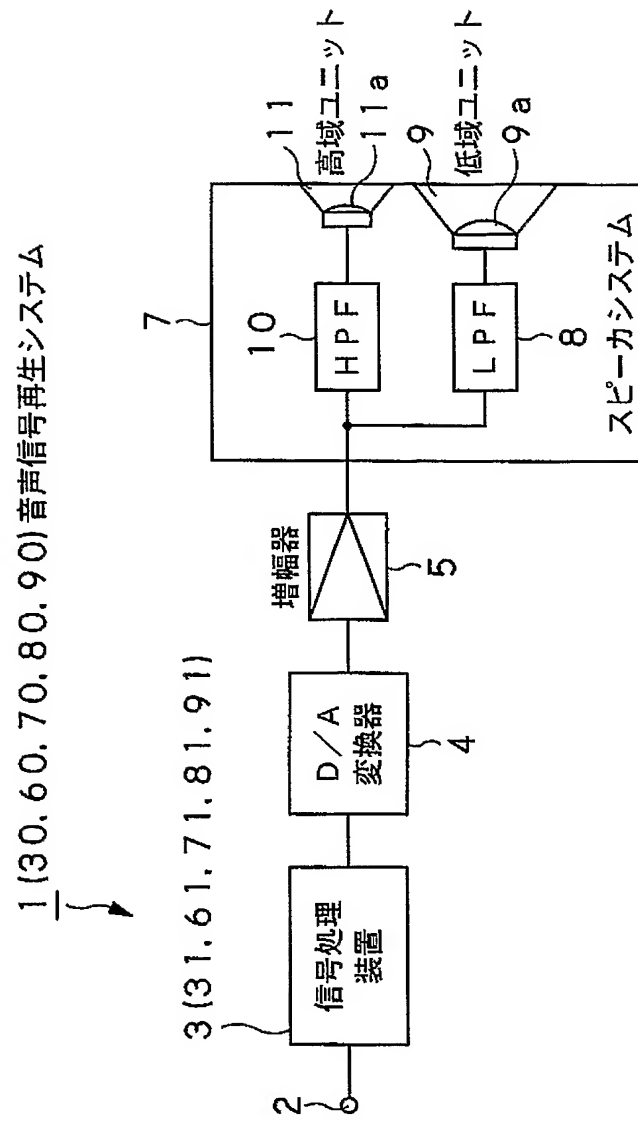 1(30,60,70,80,90)音声信号再生システム
3(31,61,71,81,91)
2
信号処理
装置
D/A
変換器
4
増幅器
5
7
10
HPF
11
高域ユニット
11a
LPF
8
9
低域ユニット
9a
スピーカシステム